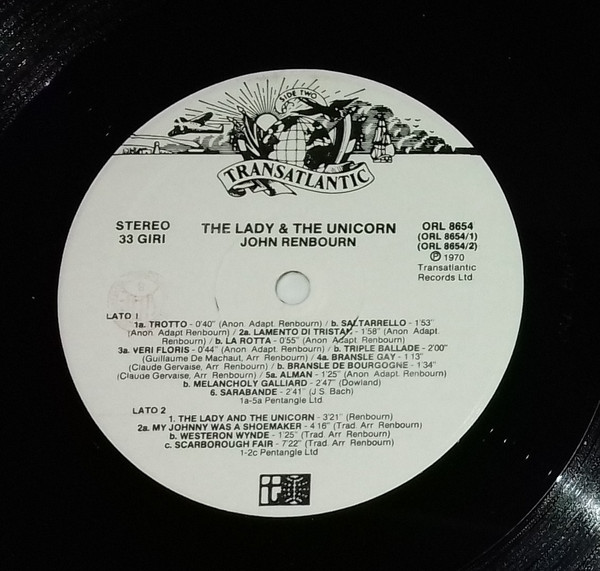 SIDE TWO
TRANSATLANTIC
STEREO
33 GIRI
THE LADY & THE UNICORN
JOHN RENBOURN
ORL 8654
(ORL 8654/1)
(ORL 8654/2)
Ⓟ 1970
Transatlantic
Records Ltd
LATO 1
1a. TROTTO - 0'40" (Anon. Adapt. Renbourn) / b. SALTARRELLO - 1'53"
(Anon. Adapt. Renbourn) / 2a. LAMENTO DI TRISTAN - 1'58" (Anon. Adapt.
Renbourn) / b. LA ROTTA - 0'55" (Anon. Adapt. Renbourn)
3a. VERI FLORIS - 0'44" (Anon. Adapt. Renbourn) / b. TRIPLE BALLADE - 2'00"
(Guillaume De Machaut, Arr. Renbourn) / 4a. BRANSLE GAY - 1'13"
(Claude Gervaise, Arr. Renbourn) / b. BRANSLE DE BOURGOGNE - 1'34"
(Claude Gervaise, Arr. Renbourn) / 5a. ALMAN - 1'25" (Anon. Adapt. Renbourn)
b. MELANCHOLY GALLIARD - 2'47" (Dowland)
6. SARABANDE - 2'41" (J.S. Bach)
1a-5a Pentangle Ltd
LATO 2
1. THE LADY AND THE UNICORN - 3'21" (Renbourn)
2a. MY JOHNNY WAS A SHOEMAKER - 4'16" (Trad. Arr. Renbourn)
b. WESTERON WYNDE - 1'25" (Trad. Arr. Renbourn)
c. SCARBOROUGH FAIR - 7'22" (Trad. Arr. Renbourn)
1-2c Pentangle Ltd
it